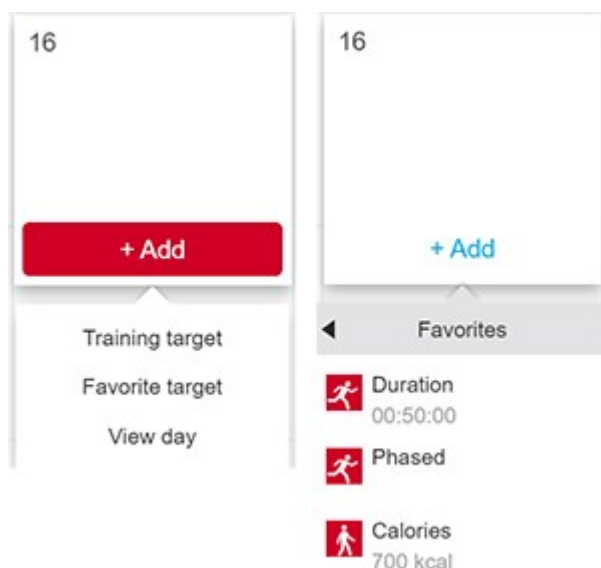 16
+ Add
Training target
Favorite target
View day
16
+ Add
Favorites
Duration
00:50:00
Phased
Calories
700 kcal